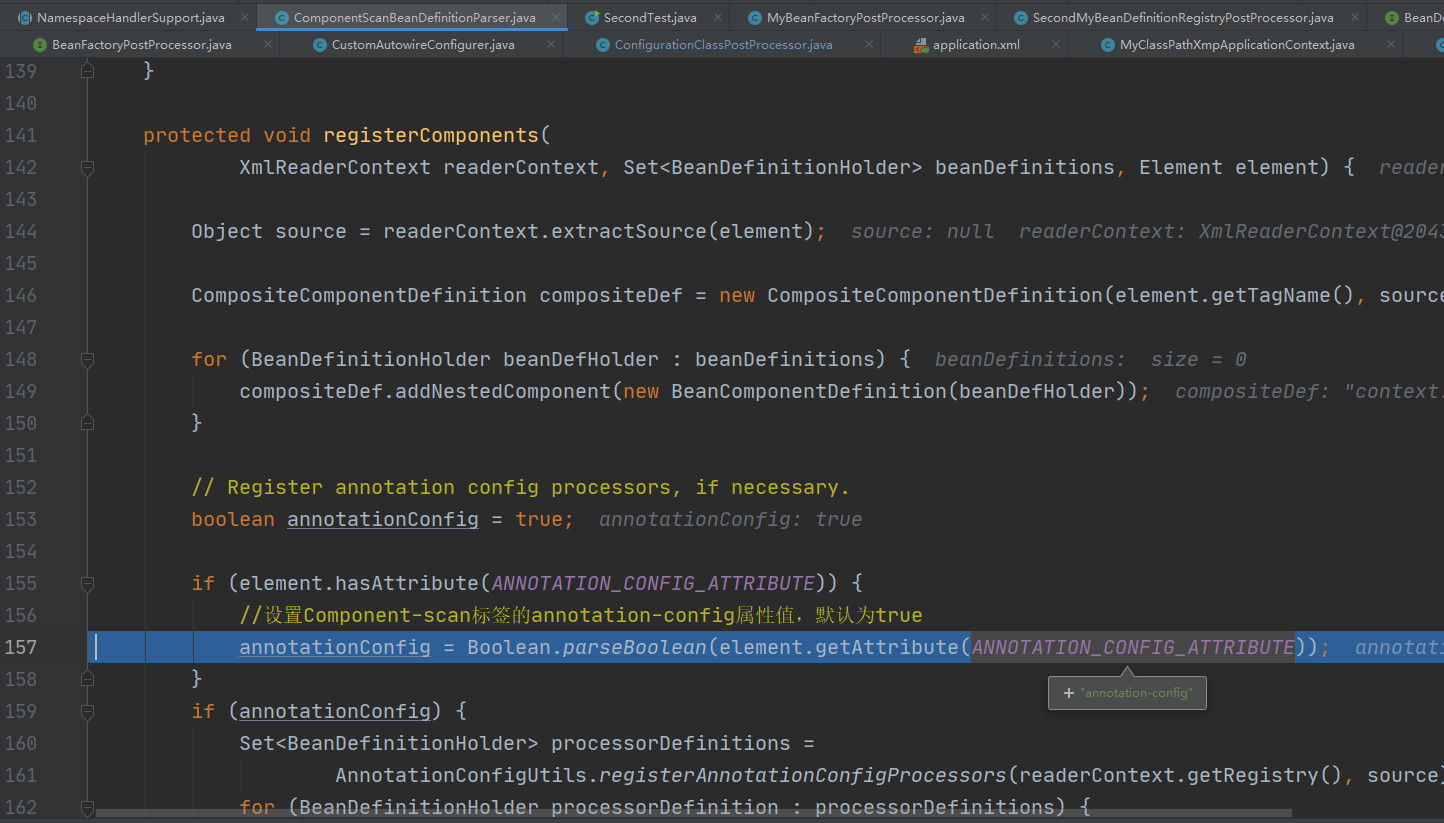 NamespaceHandlerSupport.java ComponentScanBeanDefinitionParser.java SecondTest.java MyBeanFactoryPostProcessor.java SecondMyBeanDefinitionRegistryPostProcessor.java BeanDe
BeanFactoryPostProcessor.java CustomAutowireConfigurer.java ConfigurationClassPostProcessor.java application.xml MyClassPathXmpApplicationContext.java
139 }
140
141 protected void registerComponents(
142 XmlReaderContext readerContext, Set<BeanDefinitionHolder> beanDefinitions, Element element) { reader
143
144 Object source = readerContext.extractSource(element); source: null readerContext: XmlReaderContext@2043
145
146 CompositeComponentDefinition compositeDef = new CompositeComponentDefinition(element.getTagName(), source
147
148 for (BeanDefinitionHolder beanDefHolder : beanDefinitions) { beanDefinitions: size = 0
149 compositeDef.addNestedComponent(new BeanComponentDefinition(beanDefHolder)); compositeDef: "context:
150 }
151
152 // Register annotation config processors, if necessary.
153 boolean annotationConfig = true; annotationConfig: true
154
155 if (element.hasAttribute(ANNOTATION_CONFIG_ATTRIBUTE)) {
156 //设置Component-scan标签的annotation-config属性值，默认为true
157 annotationConfig = Boolean.parseBoolean(element.getAttribute(ANNOTATION_CONFIG_ATTRIBUTE)); annotati
158 }
+ "annotation-config"
159 if (annotationConfig) {
160 Set<BeanDefinitionHolder> processorDefinitions =
161 AnnotationConfigUtils.registerAnnotationConfigProcessors(readerContext.getRegistry(), source)
162 for (BeanDefinitionHolder processorDefinition : processorDefinitions) {